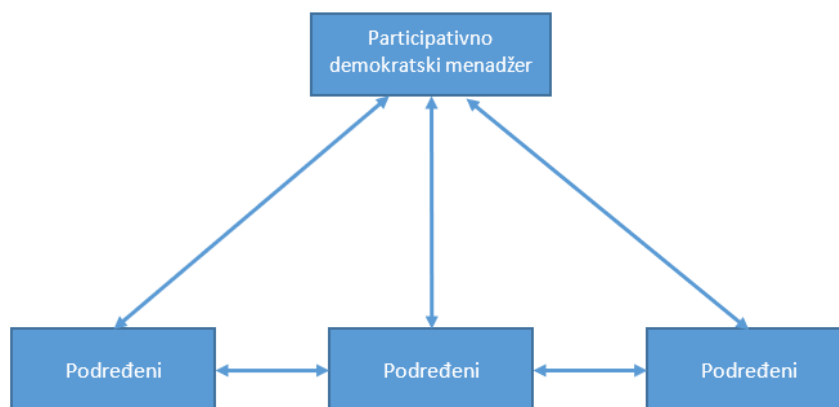 Participativno
demokratski menadžer
Podređeni
Podređeni
Podređeni